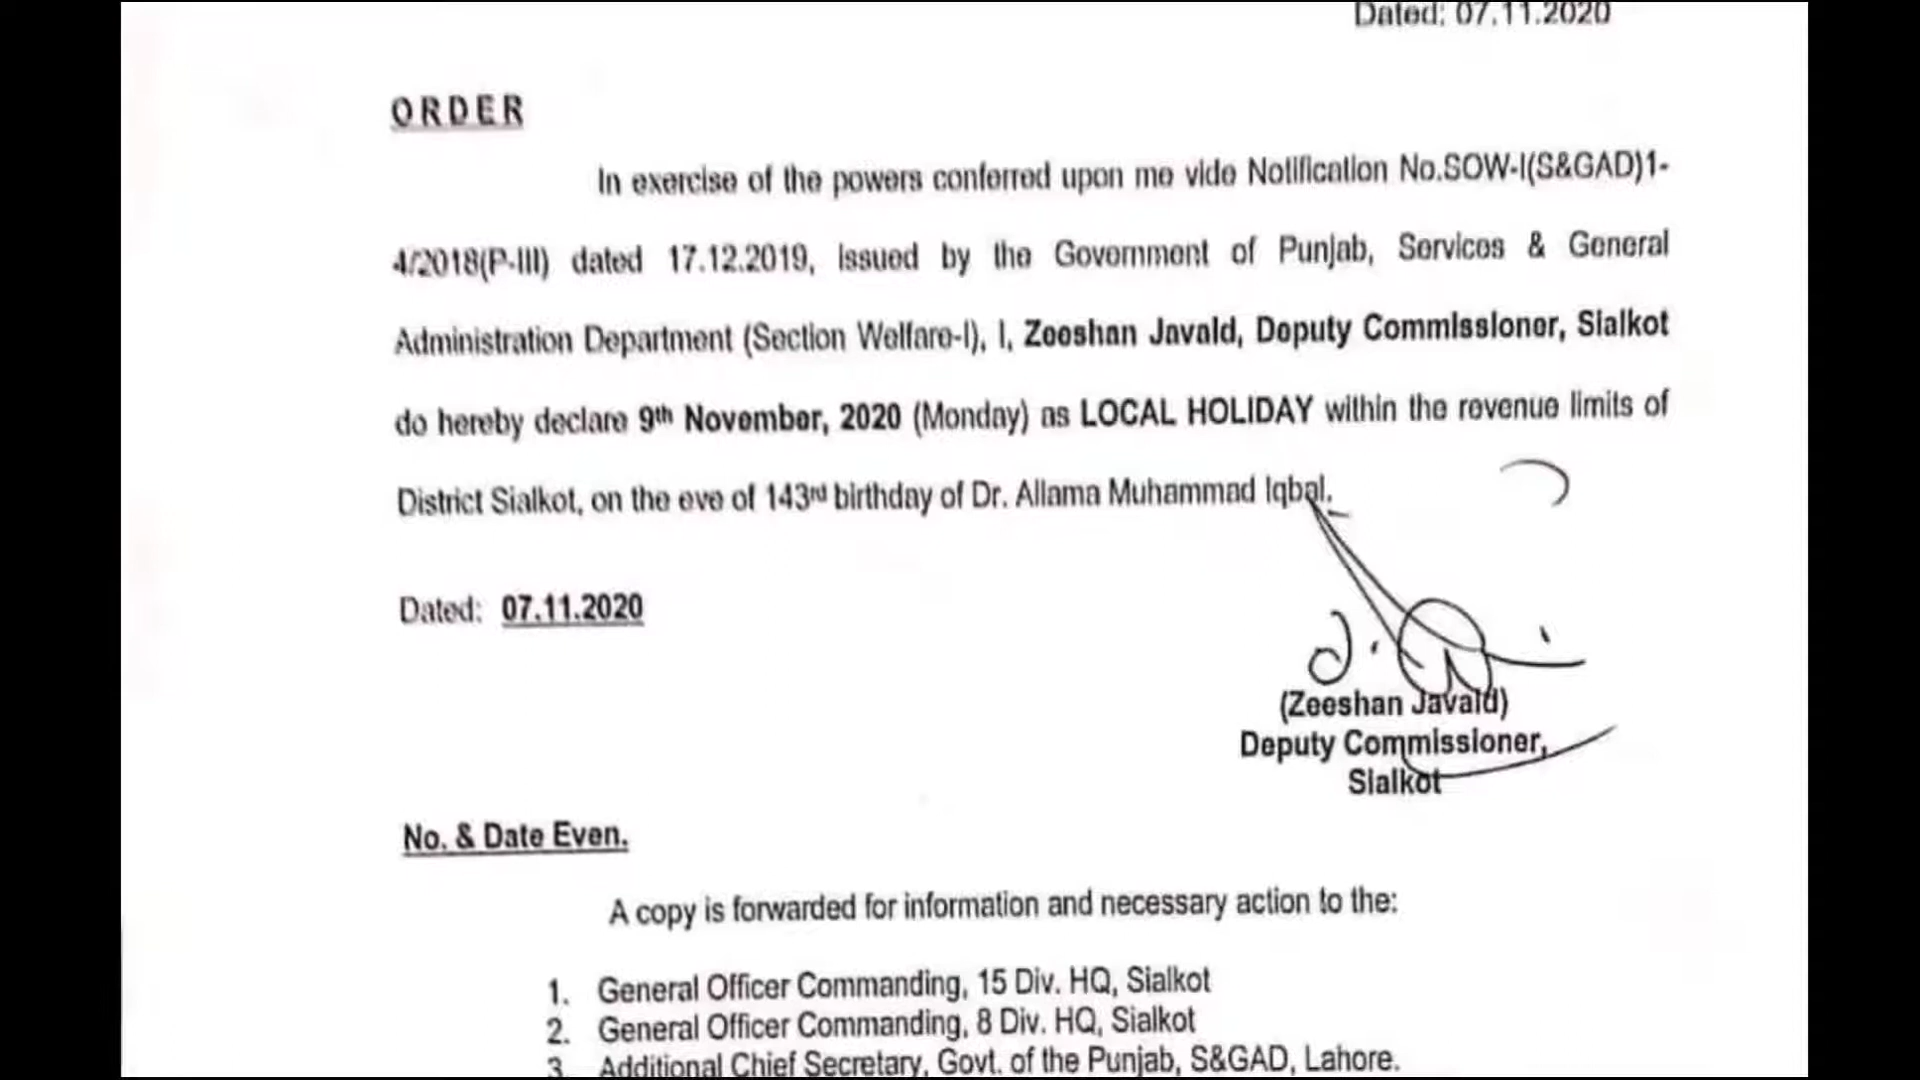 Dated: 07.11.2020
ORDER
In exercise of the powers conferred upon me vide Notification No.SOW-I(S&GAD)1-
4/2018(P-III) dated 17.12.2019, issued by the Government of Punjab, Services & General
Administration Department (Section Welfare-I), I, Zeeshan Javaid, Deputy Commissioner, Sialkot
do hereby declare 9th November, 2020 (Monday) as LOCAL HOLIDAY within the revenue limits of
District Sialkot, on the eve of 143rd birthday of Dr. Allama Muhammad Iqbal.
Dated: 07.11.2020
(Zeeshan Javaid)
Deputy Commissioner,
Sialkot
No. & Date Even.
A copy is forwarded for information and necessary action to the:
1. General Officer Commanding, 15 Div. HQ, Sialkot
2. General Officer Commanding, 8 Div. HQ, Sialkot
3. Additional Chief Secretary, Govt. of the Punjab, S&GAD, Lahore.